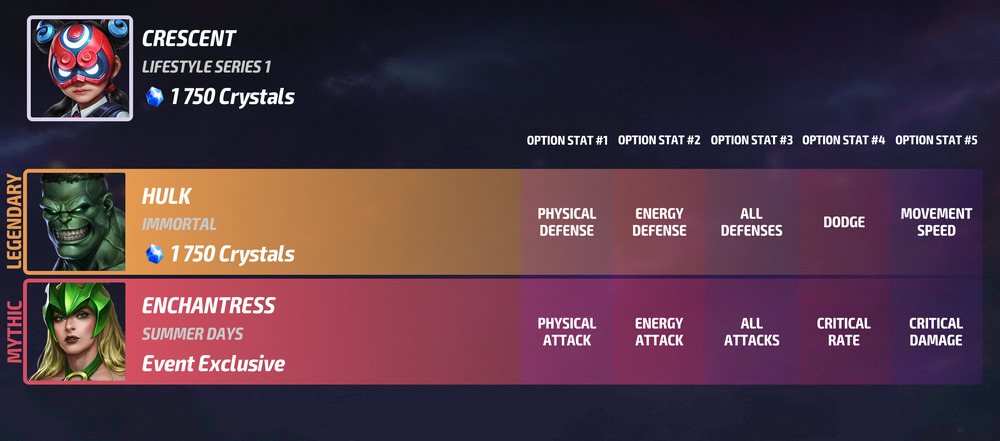 CRESCENT
LIFESTYLE SERIES 1
1 750 Crystals
OPTION STAT #1 OPTION STAT #2 OPTION STAT #3 OPTION STAT #4 OPTION STAT #5
LEGENDARY
HULK
IMMORTAL
1 750 Crystals
PHYSICAL DEFENSE
ENERGY DEFENSE
ALL DEFENSES
DODGE
MOVEMENT SPEED
MYTHIC
ENCHANTRESS
SUMMER DAYS
Event Exclusive
PHYSICAL ATTACK
ENERGY ATTACK
ALL ATTACKS
CRITICAL RATE
CRITICAL DAMAGE